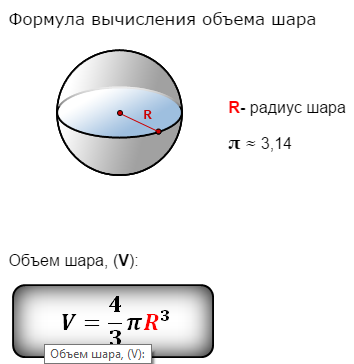 Формула вычисления объема шара
R
R- радиус шара
π ≈ 3,14
Объем шара, (V):
V = 4/3 πR³
Объем шара, (V):